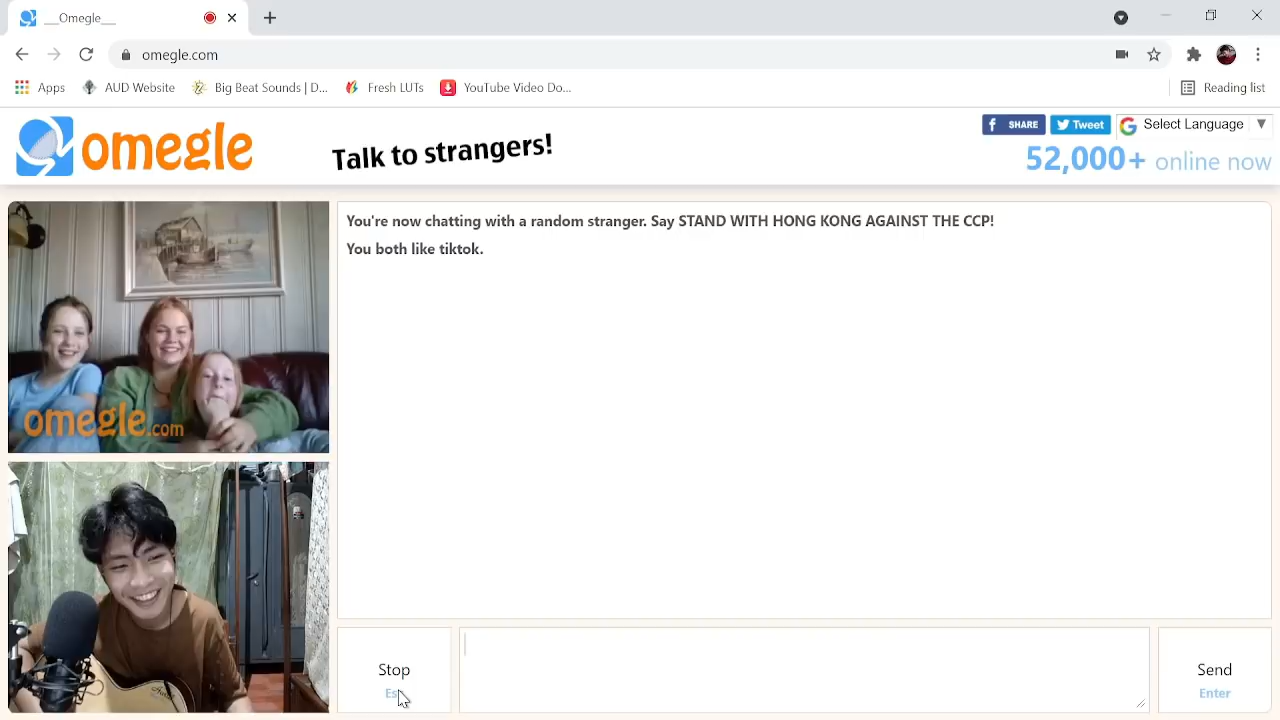 __Omegle__
omegle.com
Apps
AUD Website
Big Beat Sounds | D...
Fresh LUTs
YouTube Video Do...
Reading list
omegle
Talk to strangers!
SHARE
Tweet
Select Language
52,000+ online now
You're now chatting with a random stranger. Say STAND WITH HONG KONG AGAINST THE CCP!
You both like tiktok.
omegle.com
Stop
Es
Send
Enter